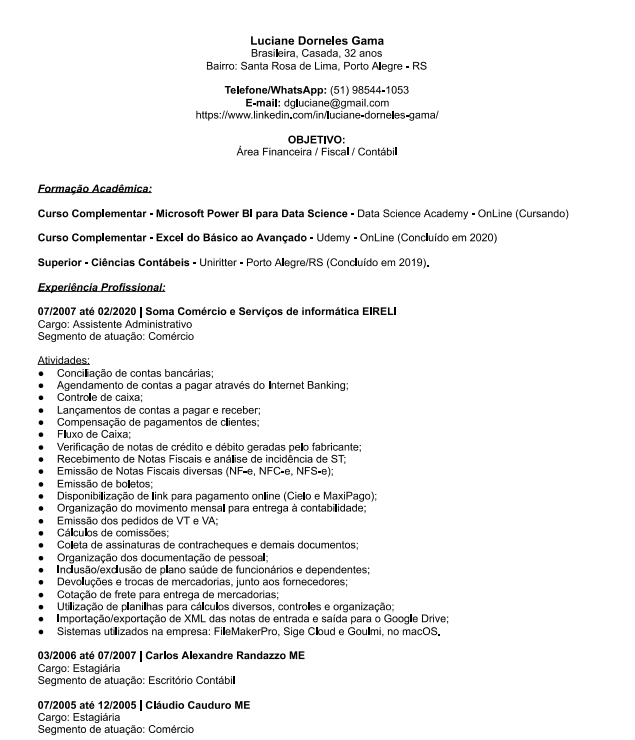 Luciane Dorneles Gama
Brasileira, Casada, 32 anos
Bairro: Santa Rosa de Lima, Porto Alegre - RS
Telefone/WhatsApp: (51) 98544-1053
E-mail: dgluciane@gmail.com
https://www.linkedin.com/in/luciane-dorneles-gama/
OBJETIVO:
Área Financeira / Fiscal / Contábil
Formação Acadêmica:
Curso Complementar - Microsoft Power BI para Data Science - Data Science Academy - OnLine (Cursando)
Curso Complementar - Excel do Básico ao Avançado - Udemy - OnLine (Concluído em 2020)
Superior - Ciências Contábeis - Uniritter - Porto Alegre/RS (Concluído em 2019).
Experiência Profissional:
07/2007 até 02/2020 | Soma Comércio e Serviços de informática EIRELI
Cargo: Assistente Administrativo
Segmento de atuação: Comércio
Atividades:
● Conciliação de contas bancárias;
● Agendamento de contas a pagar através do Internet Banking;
● Controle de caixa;
● Lançamentos de contas a pagar e receber;
● Compensação de pagamentos de clientes;
● Fluxo de Caixa;
● Verificação de notas de crédito e débito geradas pelo fabricante;
● Recebimento de Notas Fiscais e análise de incidência de ST;
● Emissão de Notas Fiscais diversas (NF-e, NFC-e, NFS-e);
● Emissão de boletos;
● Disponibilização de link para pagamento online (Cielo e MaxiPago);
● Organização do movimento mensal para entrega à contabilidade;
● Emissão dos pedidos de VT e VA;
● Cálculos de comissões;
● Coleta de assinaturas de contracheques e demais documentos;
● Organização dos documentação de pessoal;
● Inclusão/exclusão de plano saúde de funcionários e dependentes;
● Devoluções e trocas de mercadorias, junto aos fornecedores;
● Cotação de frete para entrega de mercadorias;
● Utilização de planilhas para cálculos diversos, controles e organização;
● Importação/exportação de XML das notas de entrada e saída para o Google Drive;
● Sistemas utilizados na empresa: FileMakerPro, Sige Cloud e Goulmi, no macOS.
03/2006 até 07/2007 | Carlos Alexandre Randazzo ME
Cargo: Estagiária
Segmento de atuação: Escritório Contábil
07/2005 até 12/2005 | Cláudio Cauduro ME
Cargo: Estagiária
Segmento de atuação: Comércio